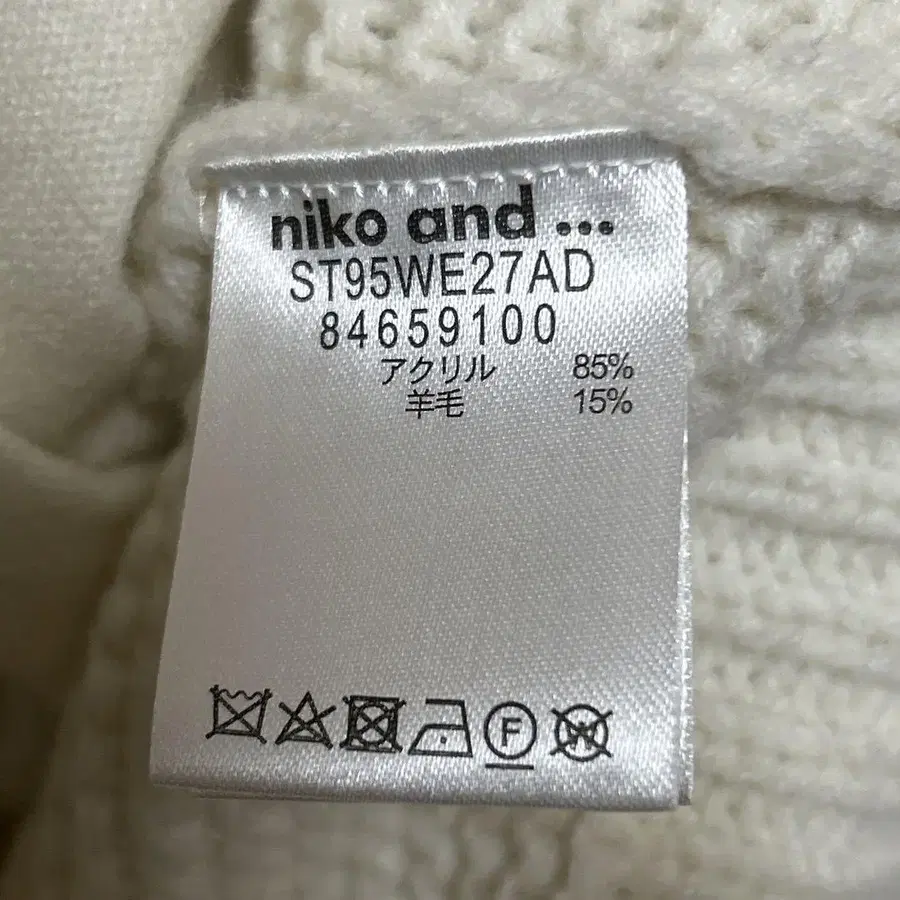 niko and ...
ST95WE27AD
84659100
アクリル 85%
羊毛 15%
F W